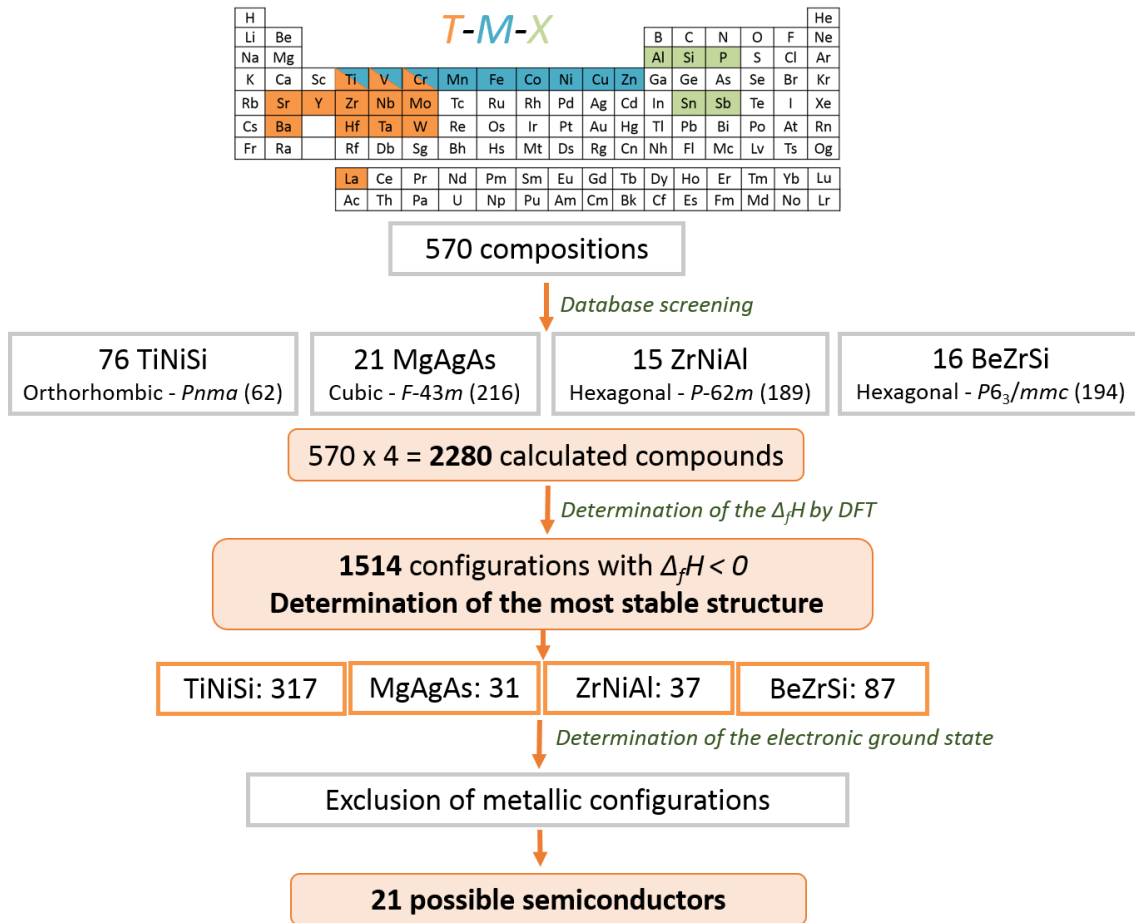 T-M-X
H He
Li Be B C N O F Ne
Na Mg Al Si P S Cl Ar
K Ca Sc Ti V Cr Mn Fe Co Ni Cu Zn Ga Ge As Se Br Kr
Rb Sr Y Zr Nb Mo Tc Ru Rh Pd Ag Cd In Sn Sb Te I Xe
Cs Ba Hf Ta W Re Os Ir Pt Au Hg Tl Pb Bi Po At Rn
Fr Ra Rf Db Sg Bh Hs Mt Ds Rg Cn Nh Fl Mc Lv Ts Og
La Ce Pr Nd Pm Sm Eu Gd Tb Dy Ho Er Tm Yb Lu
Ac Th Pa U Np Pu Am Cm Bk Cf Es Fm Md No Lr
570 compositions
Database screening
76 TiNiSi
Orthorhombic - Pnma (62)
21 MgAgAs
Cubic - F-43m (216)
15 ZrNiAl
Hexagonal - P-62m (189)
16 BeZrSi
Hexagonal - P6₃/mmc (194)
570 x 4 = 2280 calculated compounds
Determination of the ΔfH by DFT
1514 configurations with ΔfH < 0
Determination of the most stable structure
TiNiSi: 317
MgAgAs: 31
ZrNiAl: 37
BeZrSi: 87
Determination of the electronic ground state
Exclusion of metallic configurations
21 possible semiconductors